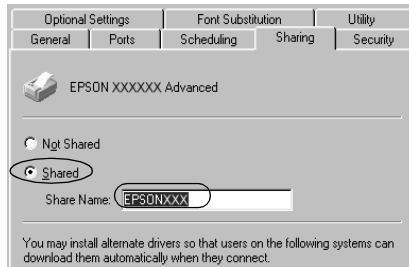 Optional Settings Font Substitution Utility
General Ports Scheduling Sharing Security
EPSON XXXXXX Advanced
Not Shared
Shared
Share Name: EPSONXXX
You may install alternate drivers so that users on the following systems can
download them automatically when they connect.